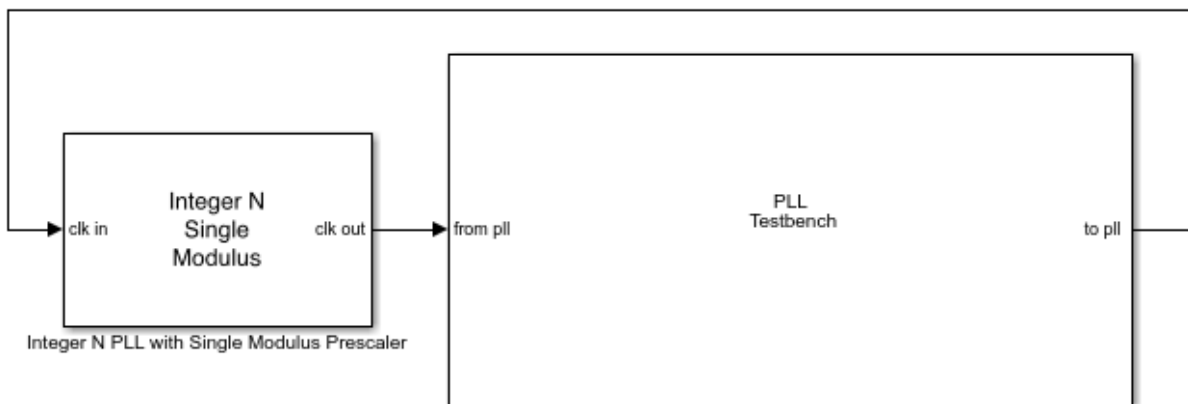 Integer N
Single
Modulus
clk in
clk out
Integer N PLL with Single Modulus Prescaler
PLL
Testbench
from pll
to pll